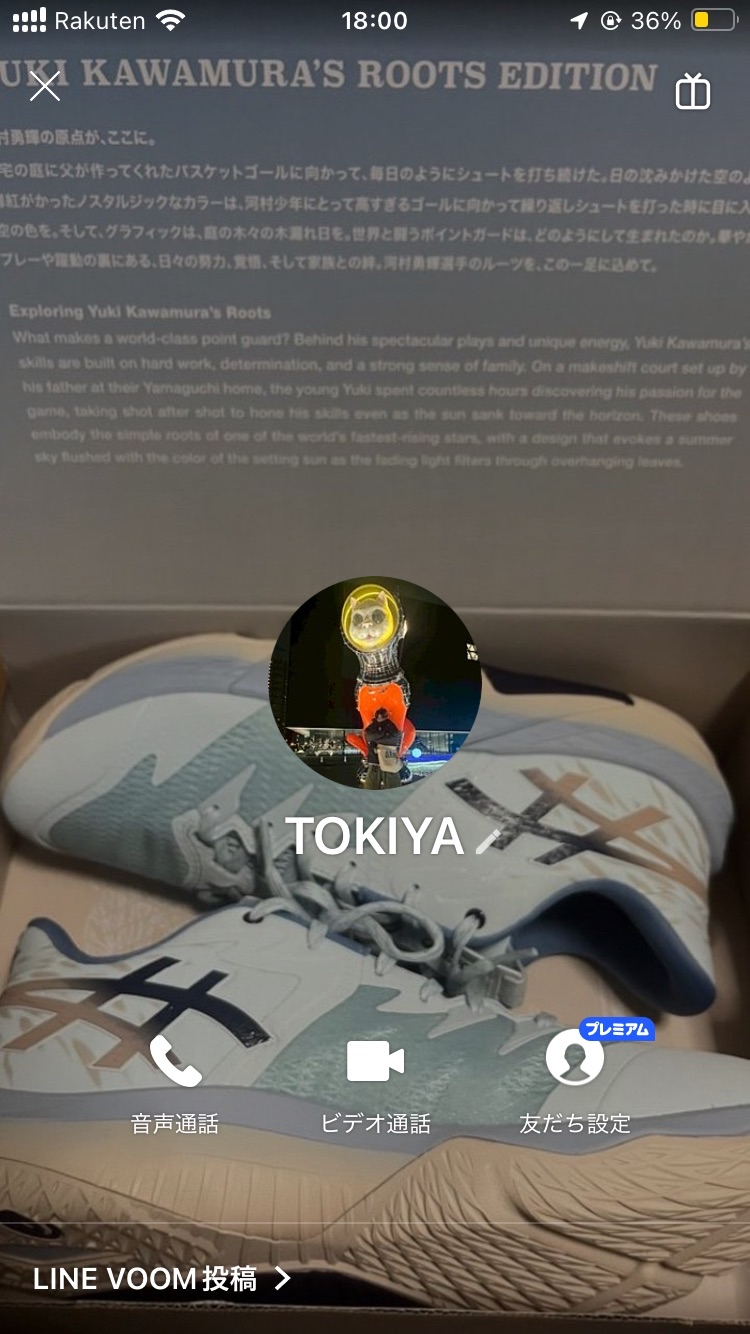 Rakuten 18:00 36%
UKI KAWAMURA'S ROOTS EDITION
村勇輝の原点が、ここに。
宅の庭に父が作ってくれたバスケットゴールに向かって、毎日のようにシュートを打ち続けた。日の沈みかけた空の
紅がかったノスタルジックなカラーは、河村少年にとって高すぎるゴールに向かって繰り返しシュートを打った時に目に入
空の色を。そして、グラフィックは、庭の木々の木漏れ日を。世界と闘うポイントガードは、どのようにして生まれたのか。華や
プレーや躍動の裏にある、日々の努力、覚悟、そして家族との絆。河村勇輝選手のルーツを、この一足に込めて。
Exploring Yuki Kawamura's Roots
What makes a world-class point guard? Behind his spectacular plays and unique energy, Yuki Kawamura's
skills are built on hard work, determination, and a strong sense of family. On a makeshift court set up by
his father at their Yamaguchi home, the young Yuki spent countless hours discovering his passion for the
game, taking shot after shot to hone his skills even as the sun sank toward the horizon. These shoes
embody the simple roots of one of the world's fastest-rising stars, with a design that evokes a summer
sky flushed with the color of the setting sun as the fading light filters through overhanging leaves.
TOKIYA
プレミアム
音声通話 ビデオ通話 友だち設定
LINE VOOM投稿